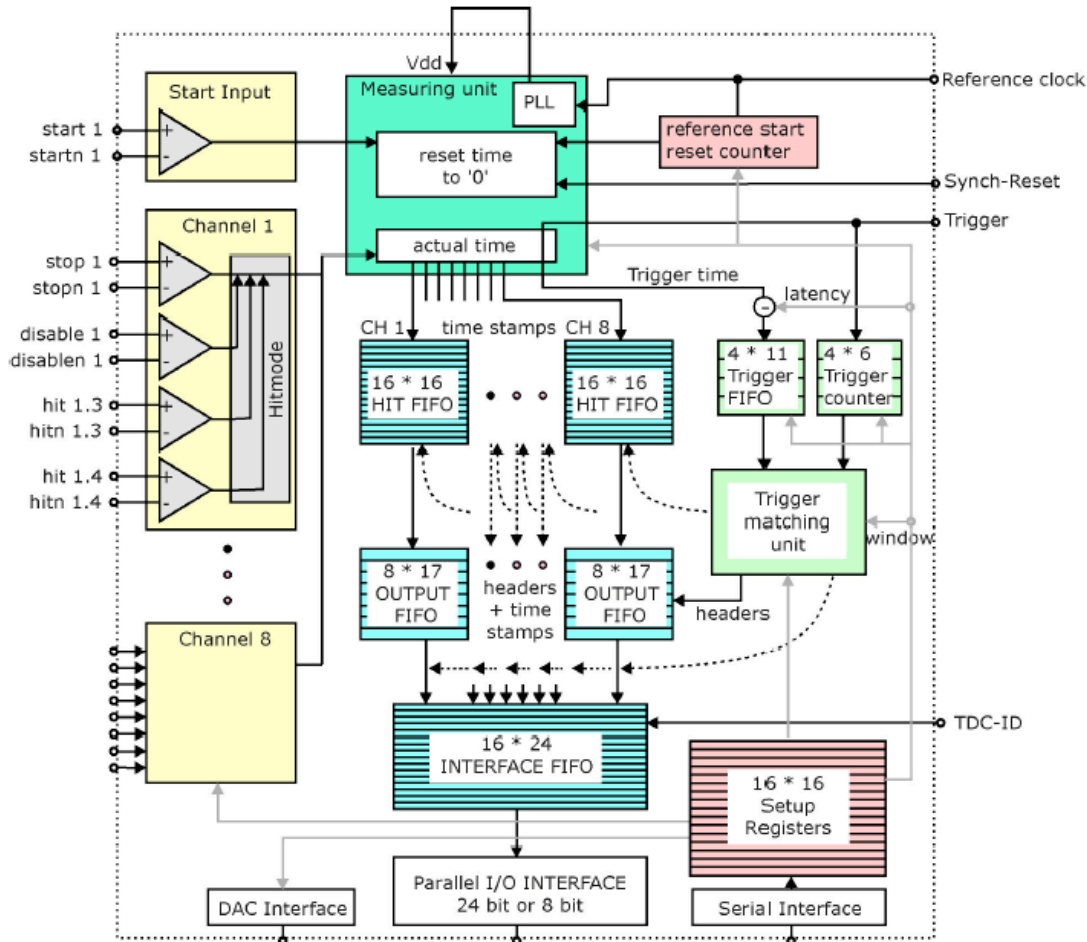 Vdd
Measuring unit
PLL
Reference clock
Start Input
start 1
+
startn 1
-
reset time
to '0'
reference start
reset counter
Synch-Reset
Channel 1
Trigger
actual time
stop 1
+
stopn 1
-
Trigger time
-
latency
disable 1
+
disablen 1
-
Hitmode
CH 1
time stamps
CH 8
16 * 16
HIT FIFO
16 * 16
HIT FIFO
4 * 11
Trigger
FIFO
4 * 6
Trigger
counter
hit 1.3
+
hitn 1.3
-
hit 1.4
+
hitn 1.4
-
Trigger
matching
unit
window
8 * 17
OUTPUT
FIFO
headers
+ time
stamps
8 * 17
OUTPUT
FIFO
headers
Channel 8
TDC-ID
16 * 24
INTERFACE FIFO
16 * 16
Setup
Registers
DAC Interface
Parallel I/O INTERFACE
24 bit or 8 bit
Serial Interface